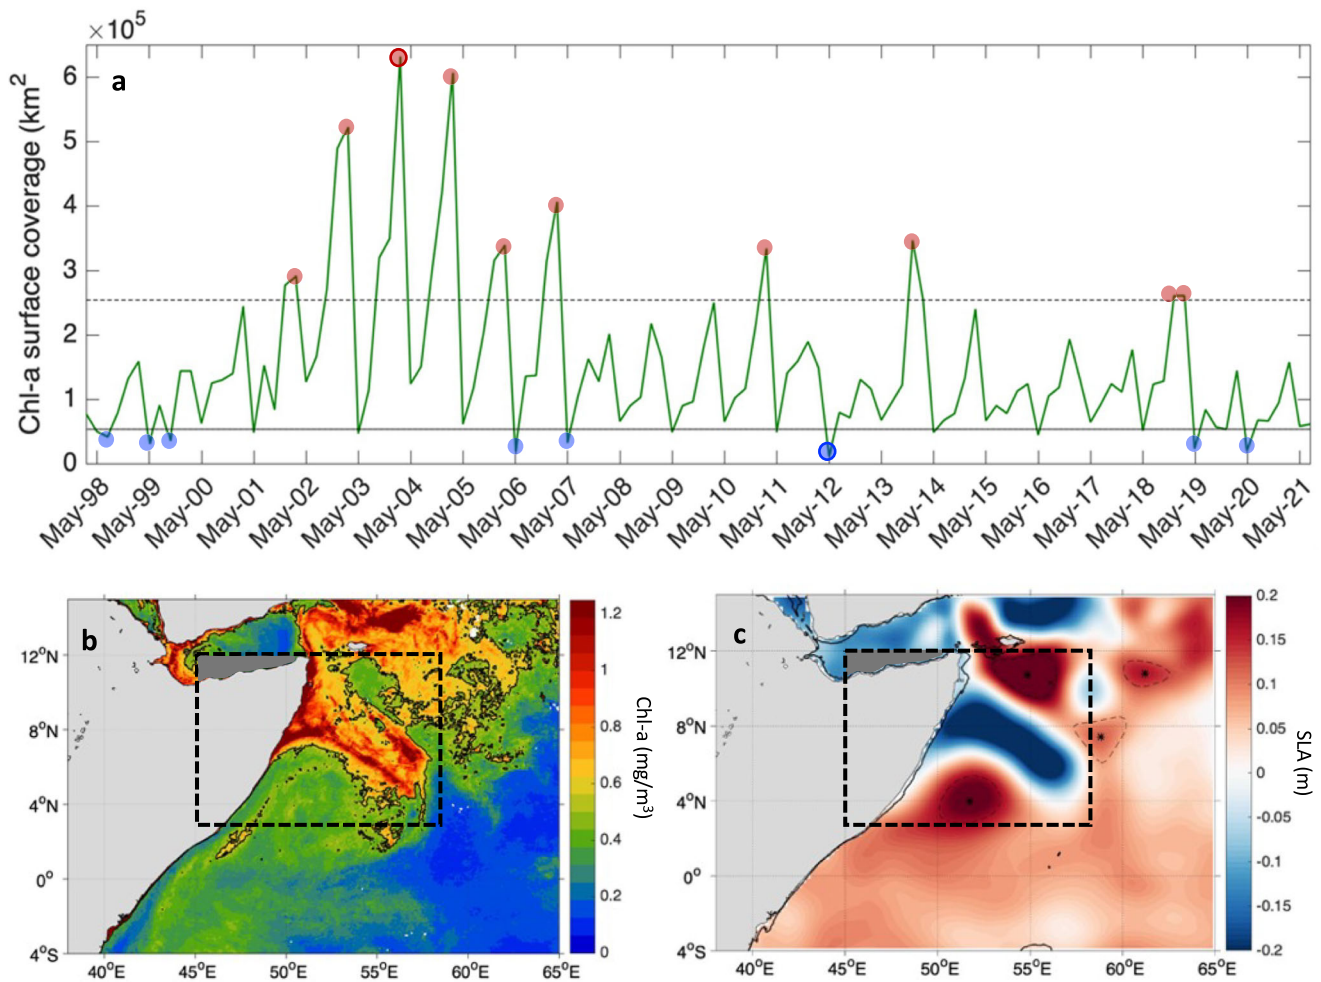 ×10⁵
a
Chl-a surface coverage (km²
6
5
4
3
2
1
0
May-98
May-99
May-00
May-01
May-02
May-03
May-04
May-05
May-06
May-07
May-08
May-09
May-10
May-11
May-12
May-13
May-14
May-15
May-16
May-17
May-18
May-19
May-20
May-21
b
12°N
8°N
4°N
0°
4°S
40°E
45°E
50°E
55°E
60°E
65°E
1.2
1
0.8
0.6
0.4
0.2
0
Chl-a (mg/m³)
c
12°N
8°N
4°N
0°
4°S
40°E
45°E
50°E
55°E
60°E
65°E
0.2
0.15
0.1
0.05
0
-0.05
-0.1
-0.15
-0.2
SLA (m)